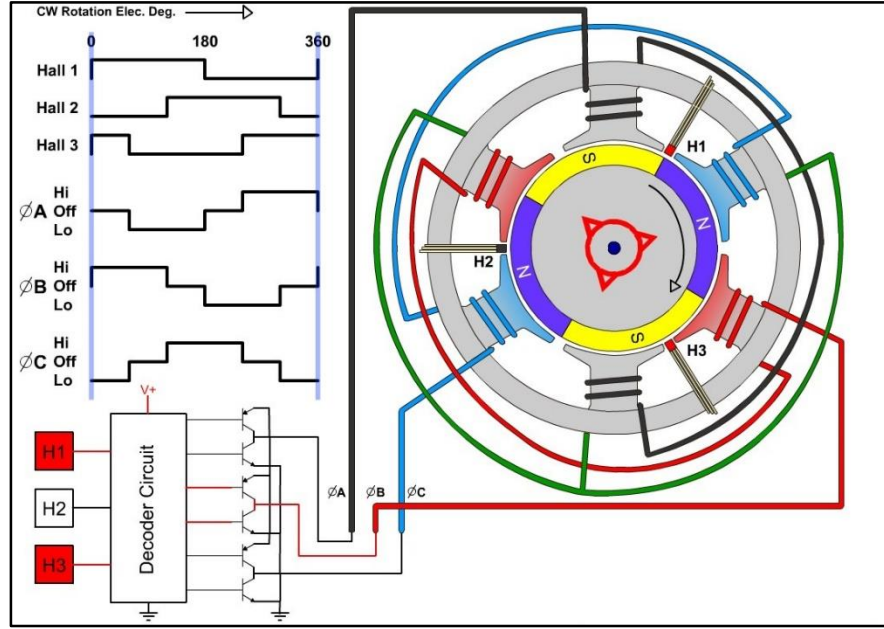 CW Rotation Elec. Deg.
0 180 360
Hall 1
Hall 2
Hall 3
Hi
ØA Off
Lo
Hi
ØB Off
Lo
Hi
ØC Off
Lo
V+
H1
H2
H3
Decoder Circuit
ØA ØB ØC
H1
H2
H3
S
N
N
S